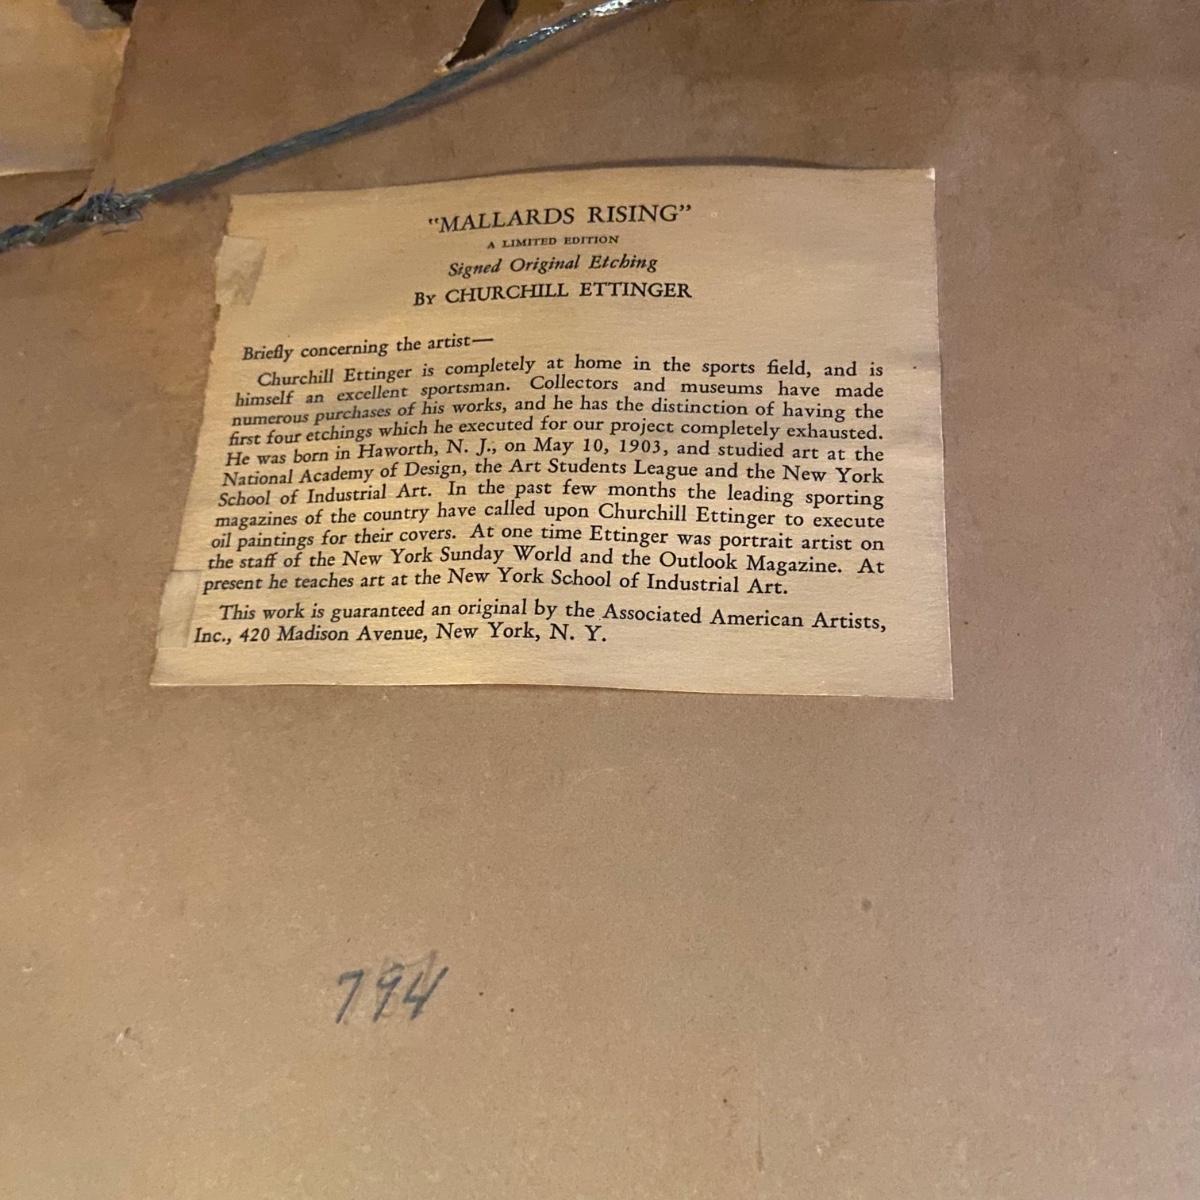 "MALLARDS RISING"
A LIMITED EDITION
Signed Original Etching
By CHURCHILL ETTINGER
Briefly concerning the artist—
Churchill Ettinger is completely at home in the sports field, and is
himself an excellent sportsman. Collectors and museums have made
numerous purchases of his works, and he has the distinction of having the
first four etchings which he executed for our project completely exhausted.
He was born in Haworth, N. J., on May 10, 1903, and studied art at the
National Academy of Design, the Art Students League and the New York
School of Industrial Art. In the past few months the leading sporting
magazines of the country have called upon Churchill Ettinger to execute
oil paintings for their covers. At one time Ettinger was portrait artist on
the staff of the New York Sunday World and the Outlook Magazine. At
present he teaches art at the New York School of Industrial Art.
This work is guaranteed an original by the Associated American Artists,
Inc., 420 Madison Avenue, New York, N. Y.
794